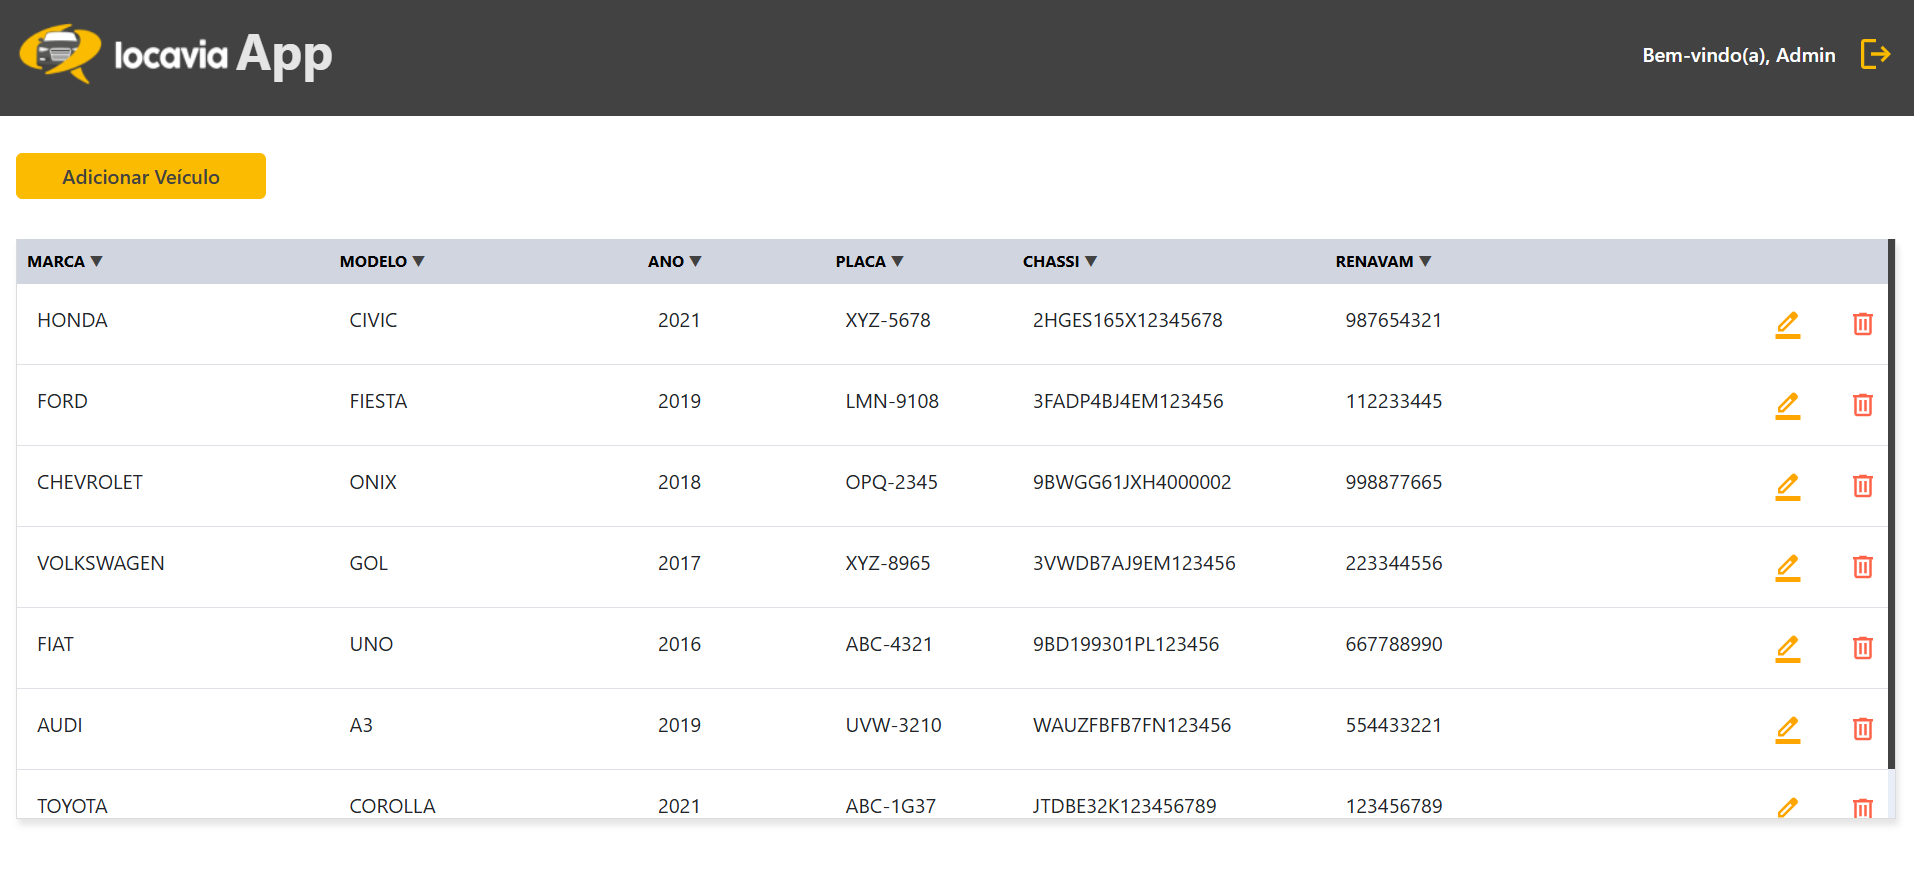 locavia App
Bem-vindo(a), Admin
Adicionar Veículo
MARCA ▼ MODELO ▼ ANO ▼ PLACA ▼ CHASSI ▼ RENAVAM ▼
HONDA CIVIC 2021 XYZ-5678 2HGES165X12345678 987654321
FORD FIESTA 2019 LMN-9108 3FADP4BJ4EM123456 112233445
CHEVROLET ONIX 2018 OPQ-2345 9BWGG61JXH4000002 998877665
VOLKSWAGEN GOL 2017 XYZ-8965 3VWDB7AJ9EM123456 223344556
FIAT UNO 2016 ABC-4321 9BD199301PL123456 667788990
AUDI A3 2019 UVW-3210 WAUZFBFB7FN123456 554433221
TOYOTA COROLLA 2021 ABC-1G37 JTDBE32K123456789 123456789